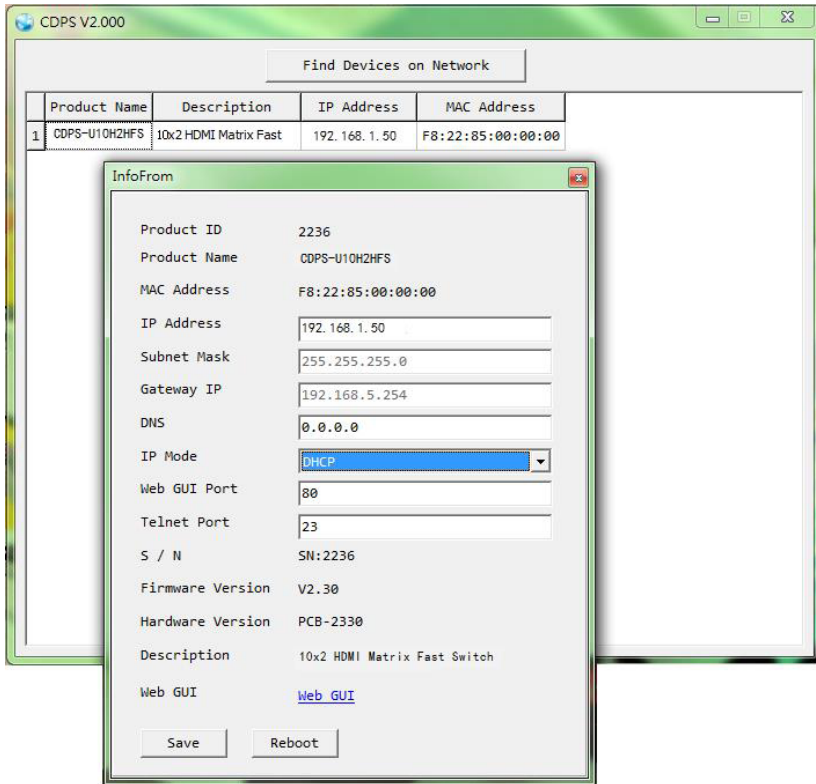 CDPS V2.000
Find Devices on Network
Product Name Description IP Address MAC Address
1 CDPS-U10H2HFS 10x2 HDMI Matrix Fast 192.168.1.50 F8:22:85:00:00:00
InfoFrom
Product ID 2236
Product Name CDPS-U10H2HFS
MAC Address F8:22:85:00:00:00
IP Address 192.168.1.50
Subnet Mask 255.255.255.0
Gateway IP 192.168.5.254
DNS 0.0.0.0
IP Mode DHCP
Web GUI Port 80
Telnet Port 23
S / N SN:2236
Firmware Version V2.30
Hardware Version PCB-2330
Description 10x2 HDMI Matrix Fast Switch
Web GUI Web GUI
Save Reboot